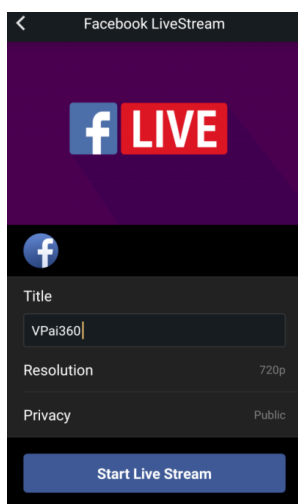 Facebook LiveStream
f LIVE
f
Title
VPai360
Resolution 720p
Privacy Public
Start Live Stream